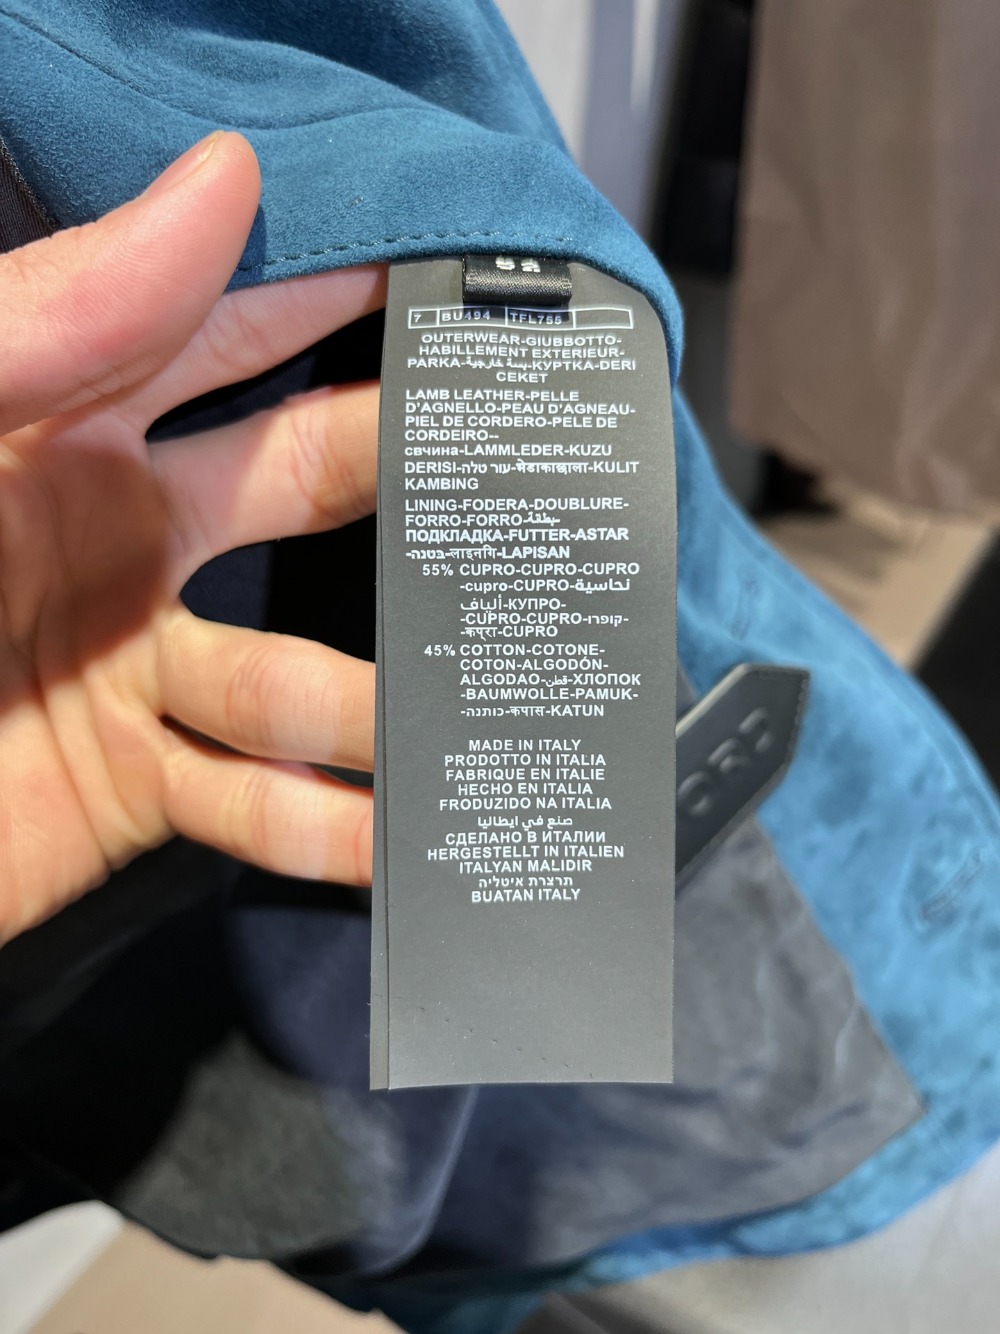 52
7 BU494 TFL755
OUTERWEAR-GIUBBOTTO-
HABILLEMENT EXTERIEUR-
PARKA-بسة خارجية-КУРТКА-DERI
CEKET
LAMB LEATHER-PELLE
D'AGNELLO-PEAU D'AGNEAU-
PIEL DE CORDERO-PELE DE
CORDEIRO--
свчина-LAMMLEDER-KUZU
DERISI-עור טלה-भेडाकाछाला-KULIT
KAMBING
LINING-FODERA-DOUBLURE-
FORRO-FORRO-بطانة-
ПОДКЛАДКА-FUTTER-ASTAR
-בטנה-लाइनगि-LAPISAN
55% CUPRO-CUPRO-CUPRO
-cupro-CUPRO-نحاسية
ألياف-КУПРО-
-CUPRO-CUPRO-קופרו-
-कप्रा-CUPRO
45% COTTON-COTONE-
COTON-ALGODÓN-
ALGODAO-قطن-ХЛОПОК
-BAUMWOLLE-PAMUK-
-כותנה-कपास-KATUN
MADE IN ITALY
PRODOTTO IN ITALIA
FABRIQUE EN ITALIE
HECHO EN ITALIA
FRODUZIDO NA ITALIA
صنع في ايطاليا
СДЕЛАНО В ИТАЛИИ
HERGESTELLT IN ITALIEN
ITALYAN MALIDIR
תרצרת איטליה
BUATAN ITALY
ORD